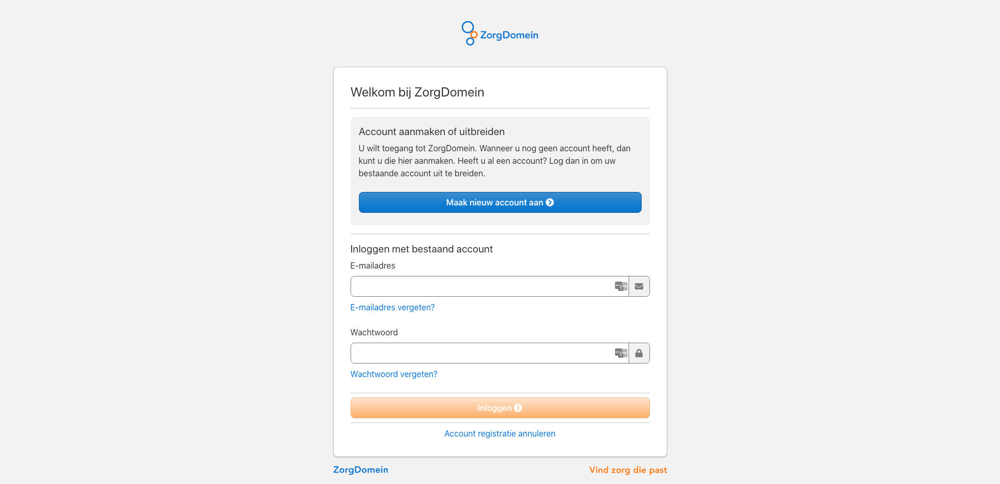 ZorgDomein
Welkom bij ZorgDomein
Account aanmaken of uitbreiden
U wilt toegang tot ZorgDomein. Wanneer u nog geen account heeft, dan
kunt u die hier aanmaken. Heeft u al een account? Log dan in om uw
bestaande account uit te breiden.
Maak nieuw account aan
Inloggen met bestaand account
E-mailadres
E-mailadres vergeten?
Wachtwoord
Wachtwoord vergeten?
Inloggen
Account registratie annuleren
ZorgDomein
Vind zorg die past